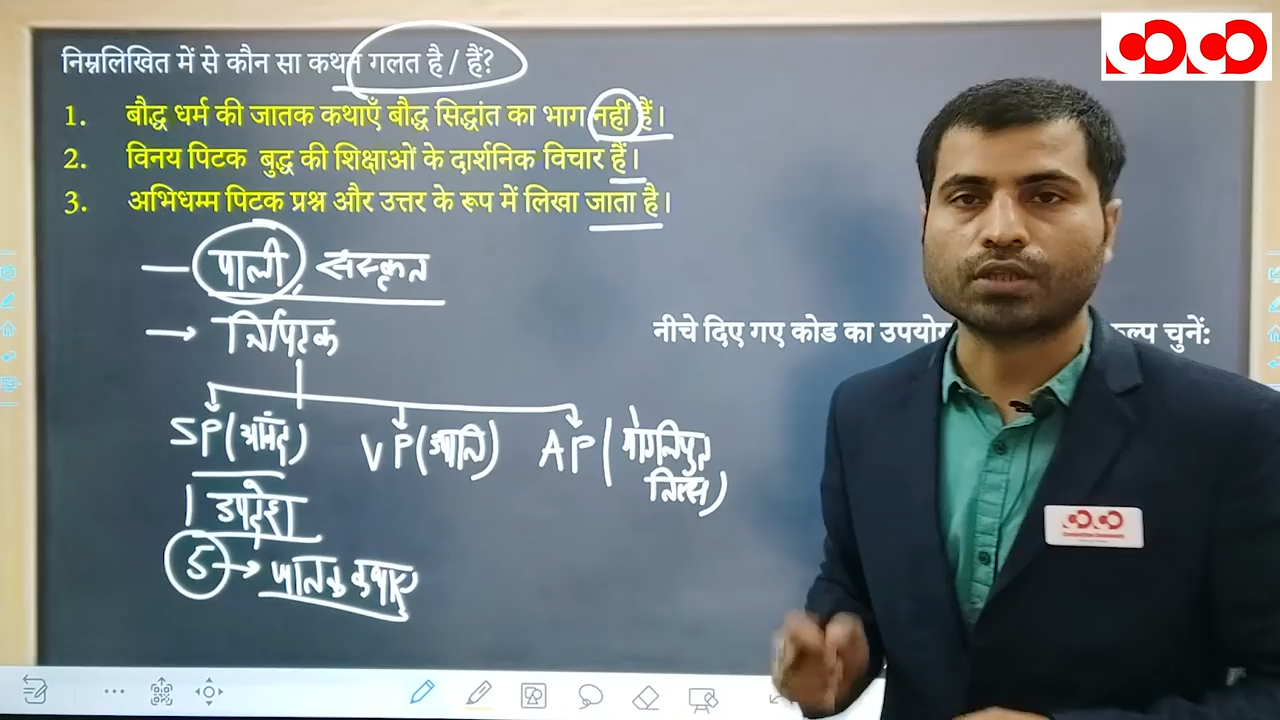 निम्नलिखित में से कौन सा कथन गलत है / हैं?
1. बौद्ध धर्म की जातक कथाएँ बौद्ध सिद्धांत का भाग नहीं हैं।
2. विनय पिटक बुद्ध की शिक्षाओं के दार्शनिक विचार हैं।
3. अभिधम्म पिटक प्रश्न और उत्तर के रूप में लिखा जाता है।
— पाली, संस्कृत
→ त्रिपिटक
नीचे दिए गए कोड का उपयोग चुनें:
SP ( VP ( AP (
उपदेश
5 → जातक कथाए